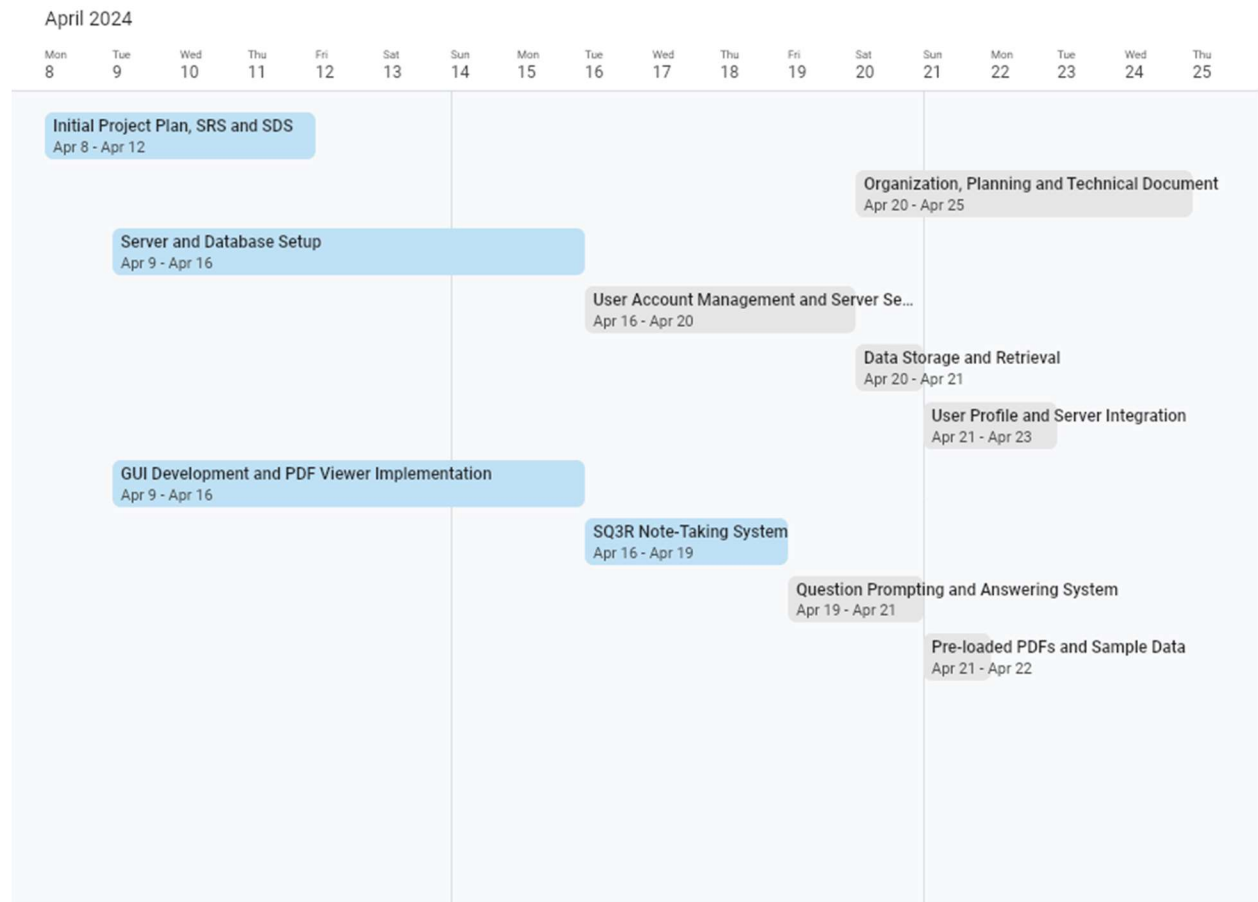 April 2024
Mon Tue Wed Thu Fri Sat Sun Mon Tue Wed Thu Fri Sat Sun Mon Tue Wed Thu
8 9 10 11 12 13 14 15 16 17 18 19 20 21 22 23 24 25
Initial Project Plan, SRS and SDS
Apr 8 - Apr 12
Organization, Planning and Technical Document
Apr 20 - Apr 25
Server and Database Setup
Apr 9 - Apr 16
User Account Management and Server Se...
Apr 16 - Apr 20
Data Storage and Retrieval
Apr 20 - Apr 21
User Profile and Server Integration
Apr 21 - Apr 23
GUI Development and PDF Viewer Implementation
Apr 9 - Apr 16
SQ3R Note-Taking System
Apr 16 - Apr 19
Question Prompting and Answering System
Apr 19 - Apr 21
Pre-loaded PDFs and Sample Data
Apr 21 - Apr 22